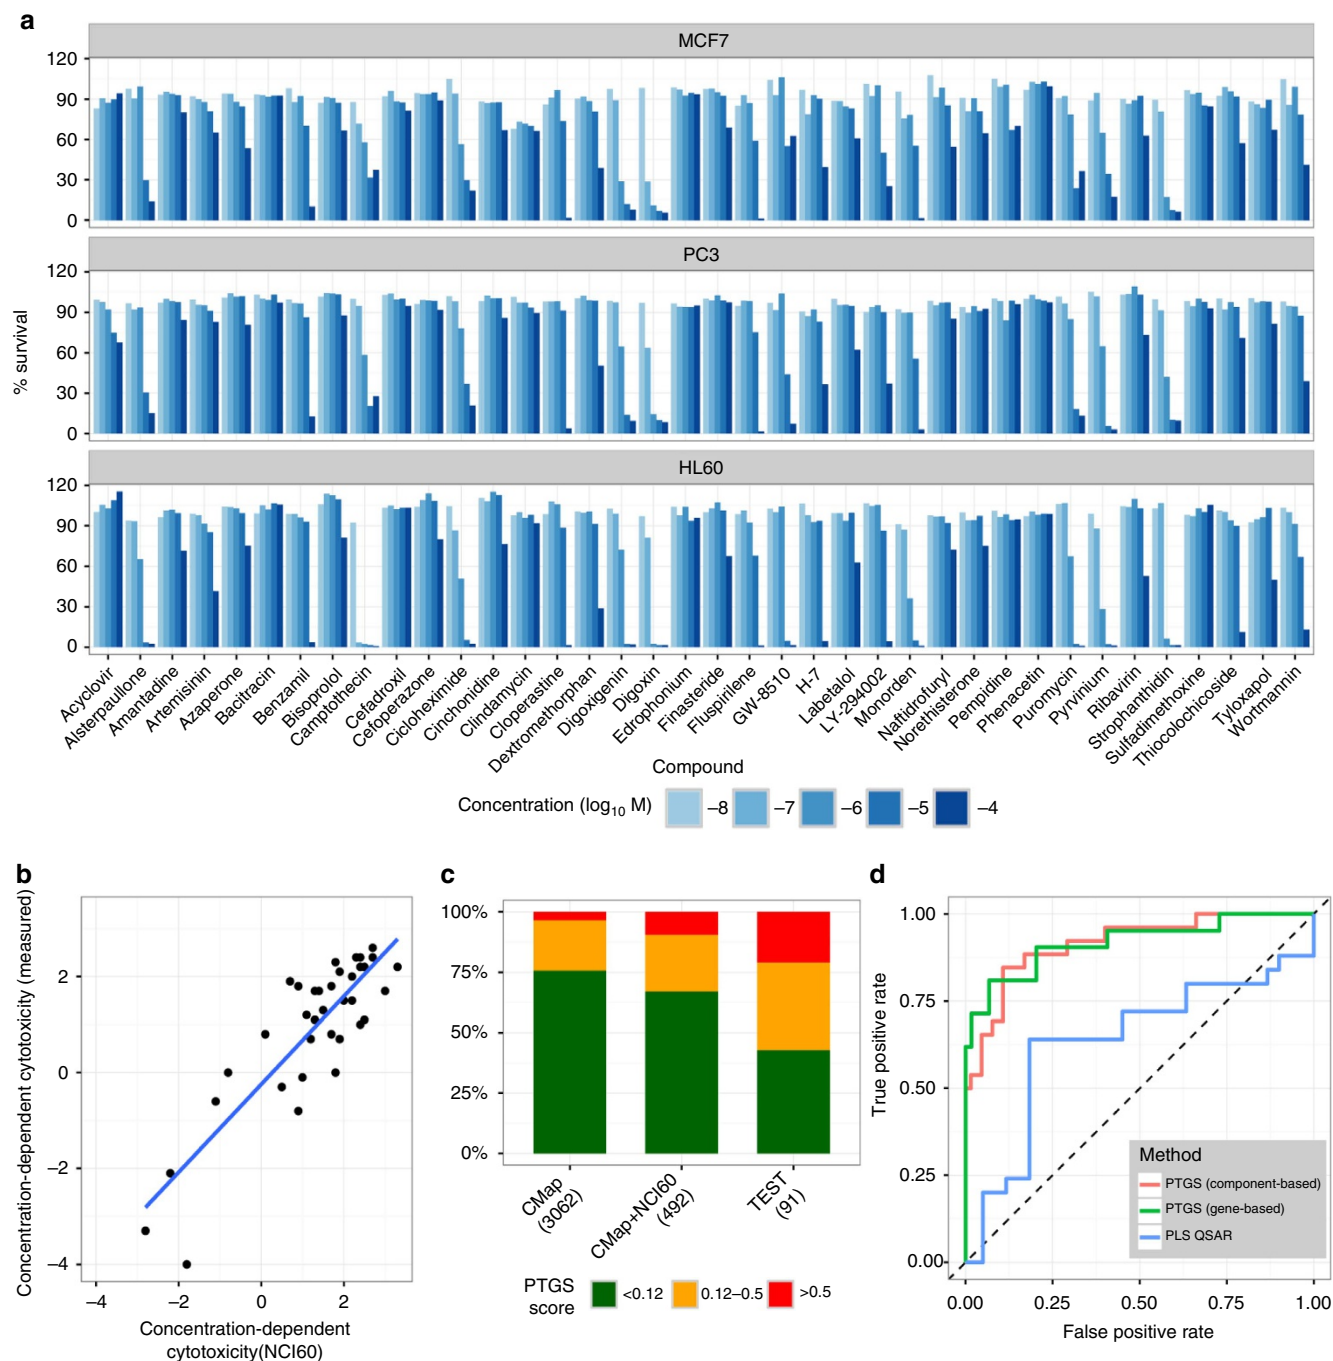 a
MCF7
120
90
60
30
0
PC3
120
90
60
30
0
HL60
120
90
60
30
0
% survival
Acyclovir
Alsterpaullone
Amantadine
Artemisinin
Azaperone
Bacitracin
Benzamil
Bisoprolol
Camptothecin
Cefadroxil
Cefoperazone
Cicloheximide
Cinchonidine
Clindamycin
Cloperastine
Dextromethorphan
Digoxigenin
Digoxin
Edrophonium
Finasteride
Fluspirilene
GW-8510
H-7
Labetalol
LY-294002
Monorden
Naftidrofuryl
Norethisterone
Pempidine
Phenacetin
Puromycin
Pyrvinium
Ribavirin
Strophanthidin
Sulfadimethoxine
Thiocolochicoside
Tyloxapol
Wortmannin
Compound
Concentration (log10 M) –8 –7 –6 –5 –4
b
Concentration-dependent cytotoxicity (measured)
2
0
–2
–4
–4 –2 0 2
Concentration-dependent
cytotoxicity(NCI60)
c
100%
75%
50%
25%
0%
CMap
(3062)
CMap+NCI60
(492)
TEST
(91)
PTGS
score
<0.12 0.12–0.5 >0.5
d
True positive rate
1.00
0.75
0.50
0.25
0.00
Method
PTGS (component-based)
PTGS (gene-based)
PLS QSAR
0.00 0.25 0.50 0.75 1.00
False positive rate